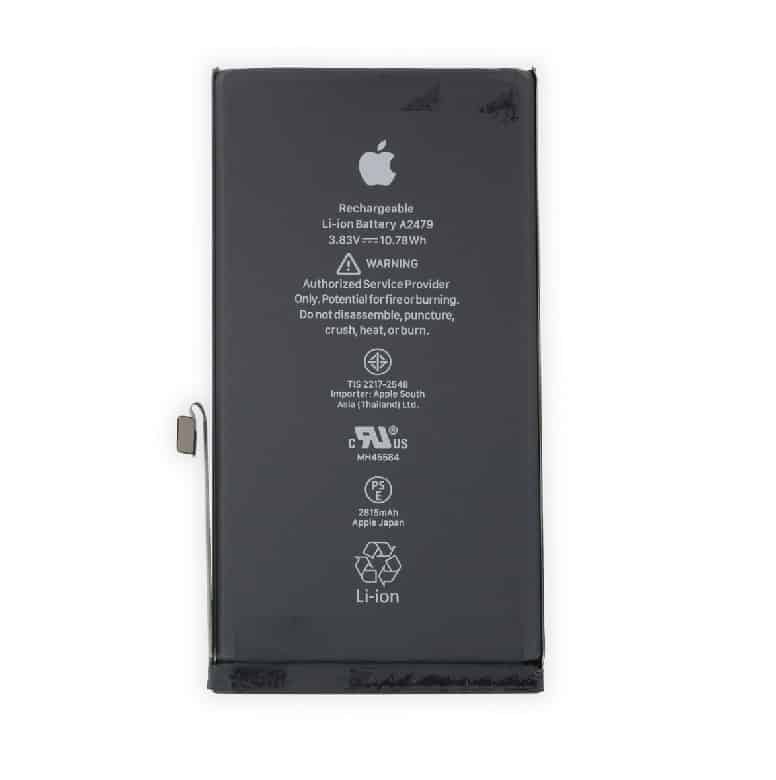 Rechargeable
Li-ion Battery A2479
3.83V⎓10.78Wh
WARNING
Authorized Service Provider
Only. Potential for fire or burning.
Do not disassemble, puncture,
crush, heat, or burn.
TIS 2217-2548
Importer: Apple South
Asia (Thailand) Ltd.
C RU® US
MH45564
PS
E
2815mAh
Apple Japan
Li-ion